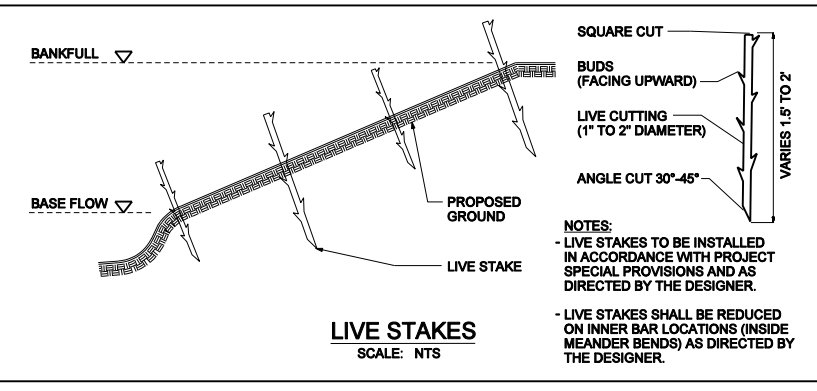 BANKFULL
BASE FLOW
PROPOSED
GROUND
LIVE STAKE
LIVE STAKES
SCALE: NTS
SQUARE CUT
BUDS
(FACING UPWARD)
LIVE CUTTING
(1" TO 2" DIAMETER)
ANGLE CUT 30°-45°
VARIES 1.5' TO 2'
NOTES:
- LIVE STAKES TO BE INSTALLED
IN ACCORDANCE WITH PROJECT
SPECIAL PROVISIONS AND AS
DIRECTED BY THE DESIGNER.
- LIVE STAKES SHALL BE REDUCED
ON INNER BAR LOCATIONS (INSIDE
MEANDER BENDS) AS DIRECTED BY
THE DESIGNER.